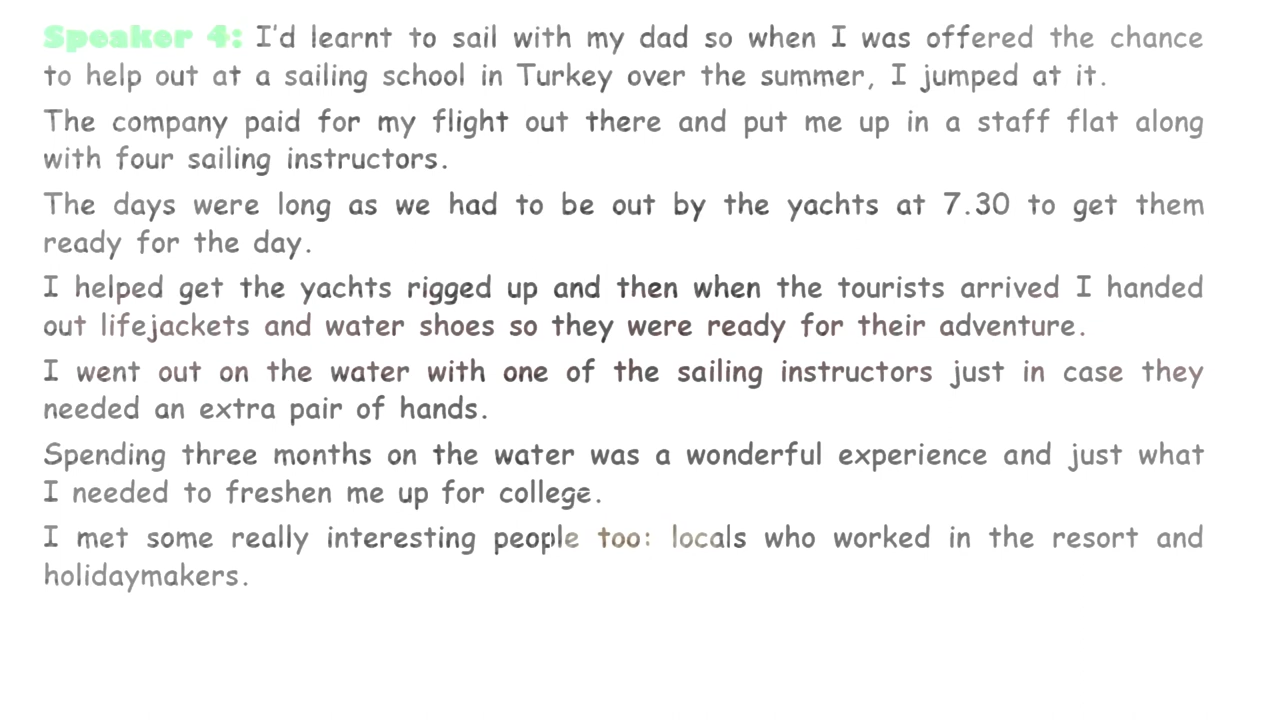 Speaker 4: I'd learnt to sail with my dad so when I was offered the chance
to help out at a sailing school in Turkey over the summer, I jumped at it.
The company paid for my flight out there and put me up in a staff flat along
with four sailing instructors.
The days were long as we had to be out by the yachts at 7.30 to get them
ready for the day.
I helped get the yachts rigged up and then when the tourists arrived I handed
out lifejackets and water shoes so they were ready for their adventure.
I went out on the water with one of the sailing instructors just in case they
needed an extra pair of hands.
Spending three months on the water was a wonderful experience and just what
I needed to freshen me up for college.
I met some really interesting people too: locals who worked in the resort and
holidaymakers.